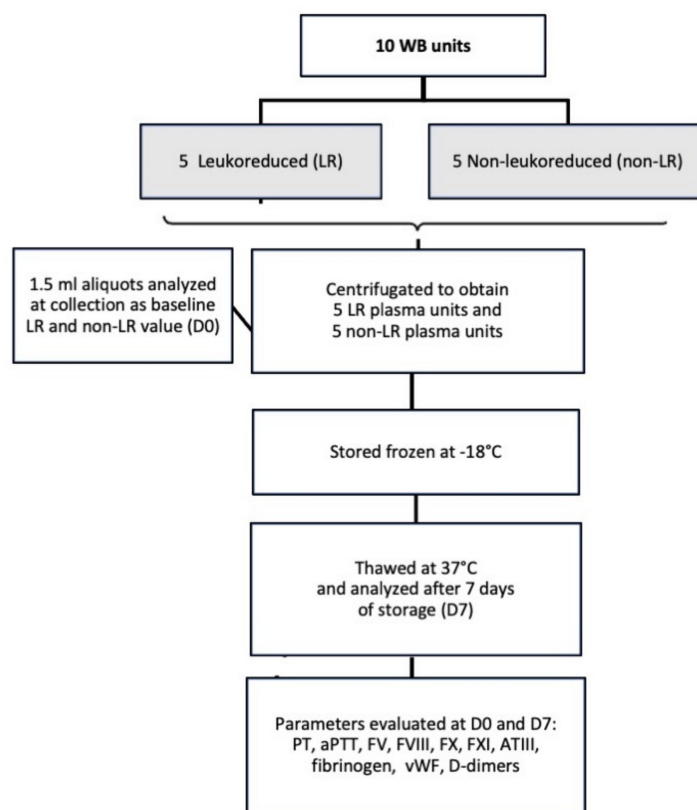 10 WB units
5 Leukoreduced (LR)
5 Non-leukoreduced (non-LR)
1.5 ml aliquots analyzed
at collection as baseline
LR and non-LR value (D0)
Centrifugated to obtain
5 LR plasma units and
5 non-LR plasma units
Stored frozen at -18°C
Thawed at 37°C
and analyzed after 7 days
of storage (D7)
Parameters evaluated at D0 and D7:
PT, aPTT, FV, FVIII, FX, FXI, ATIII,
fibrinogen, vWF, D-dimers